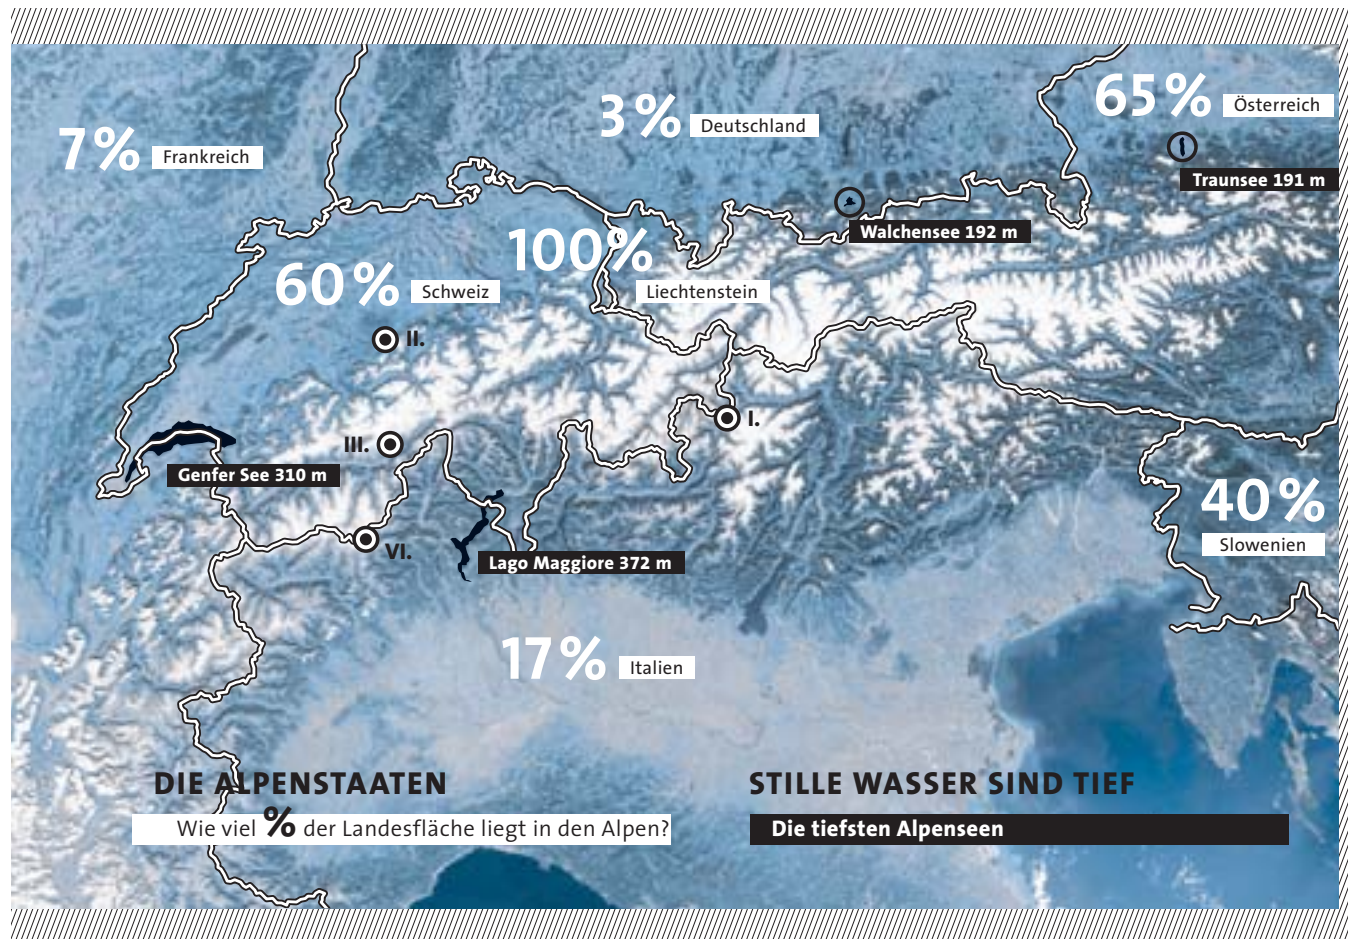 65 % Österreich
3 % Deutschland
7 % Frankreich
Traunsee 191 m
Walchensee 192 m
100%
Liechtenstein
60 % Schweiz
II.
I.
III.
Genfer See 310 m
40 %
Slowenien
VI.
Lago Maggiore 372 m
17 % Italien
DIE ALPENSTAATEN
Wie viel % der Landesfläche liegt in den Alpen?
STILLE WASSER SIND TIEF
Die tiefsten Alpenseen